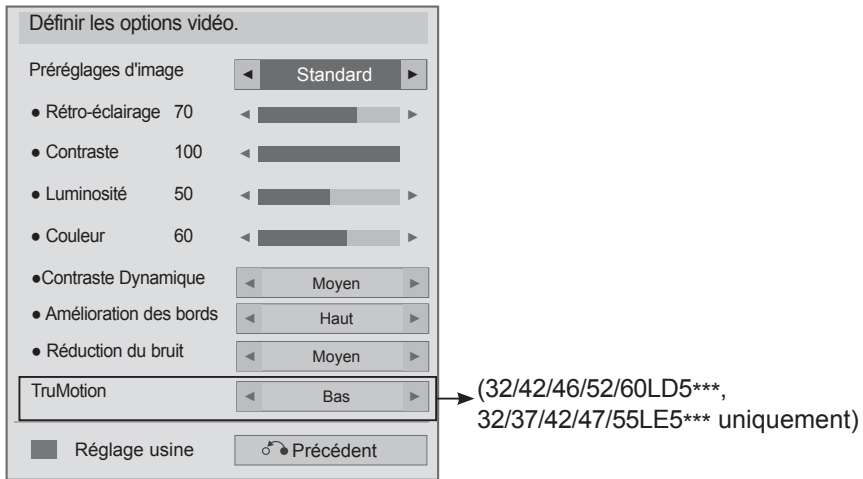 Définir les options vidéo.
Préréglages d'image ◄ Standard ►
● Rétro-éclairage 70 ◄ ►
● Contraste 100 ◄
● Luminosité 50 ◄ ►
● Couleur 60 ◄ ►
●Contraste Dynamique ◄ Moyen ►
● Amélioration des bords ◄ Haut ►
● Réduction du bruit ◄ Moyen ►
TruMotion ◄ Bas ►
(32/42/46/52/60LD5***,
32/37/42/47/55LE5*** uniquement)
Réglage usine Précédent